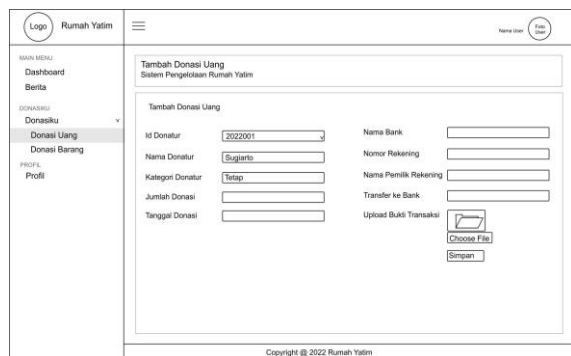 Logo
Rumah Yatim
Nama User
Foto
User
MAIN MENU
Dashboard
Berita
DONASIKU
Donasiku
Donasi Uang
Donasi Barang
PROFIL
Profil
Tambah Donasi Uang
Sistem Pengelolaan Rumah Yatim
Tambah Donasi Uang
Id Donatur
2022001
Nama Donatur
Sugiarto
Kategori Donatur
Tetap
Jumlah Donasi
Tanggal Donasi
Nama Bank
Nomor Rekening
Nama Pemilik Rekening
Transfer ke Bank
Upload Bukti Transaksi
Choose File
Simpan
Copyright @ 2022 Rumah Yatim